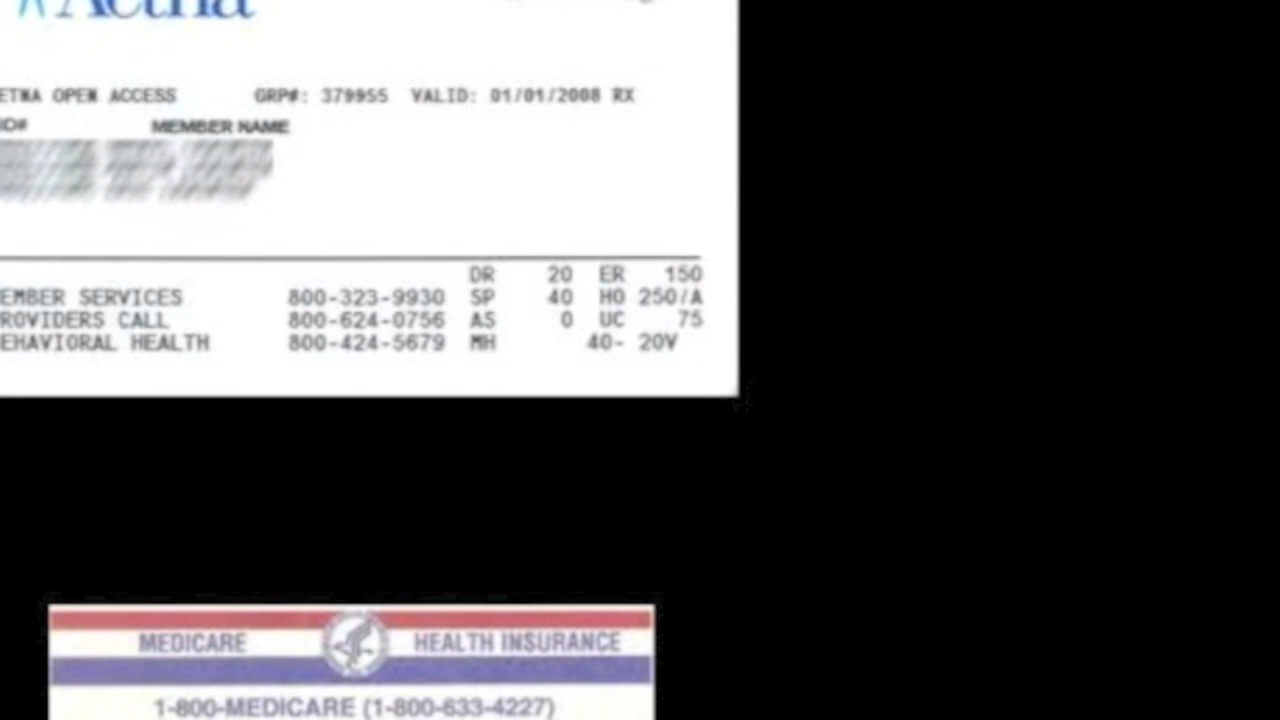 Aetna
ETNA OPEN ACCESS GRP#: 379955 VALID: 01/01/2008 RX
ID# MEMBER NAME
DR 20 ER 150
EMBER SERVICES 800-323-9930 SP 40 HO 250/A
ROVIDERS CALL 800-624-0756 AS 0 UC 75
EHAVIORAL HEALTH 800-424-5679 MH 40- 20V
MEDICARE HEALTH INSURANCE
1-800-MEDICARE (1-800-633-4227)